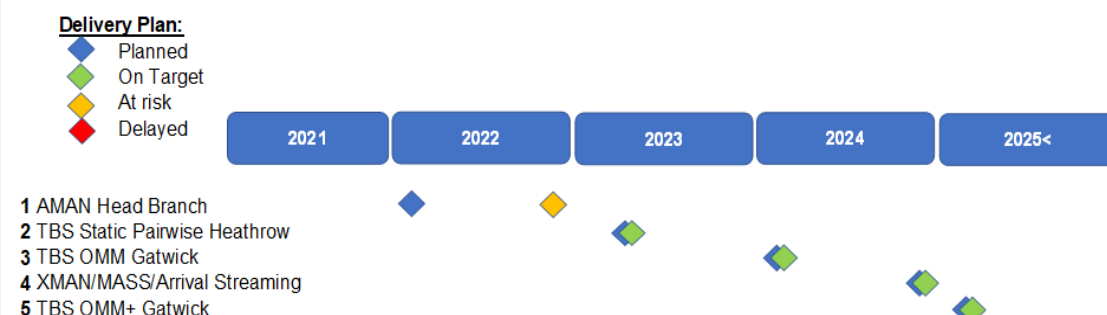 Delivery Plan:
Planned
On Target
At risk
Delayed
2021 2022 2023 2024 2025<
1 AMAN Head Branch
2 TBS Static Pairwise Heathrow
3 TBS OMM Gatwick
4 XMAN/MASS/Arrival Streaming
5 TBS OMM+ Gatwick